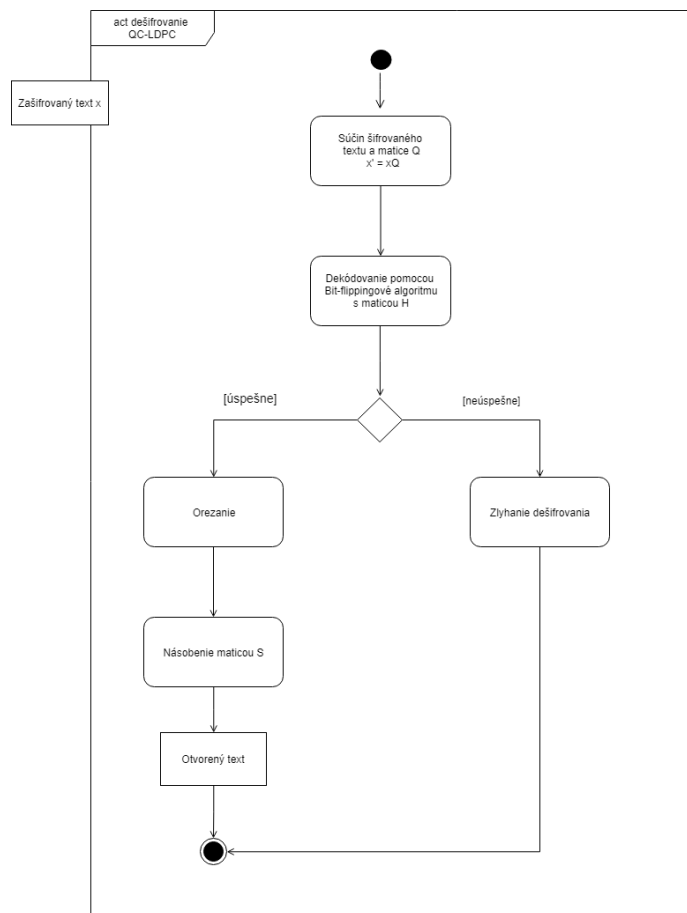 act dešifrovanie
QC-LDPC
Zašifrovaný text x
Súčin šifrovaného
textu a matice Q
x' = xQ
Dekódovanie pomocou
Bit-flippingové algoritmu
s maticou H
[úspešne]
[neúspešne]
Orezanie
Zlyhanie dešifrovania
Násobenie maticou S
Otvorený text